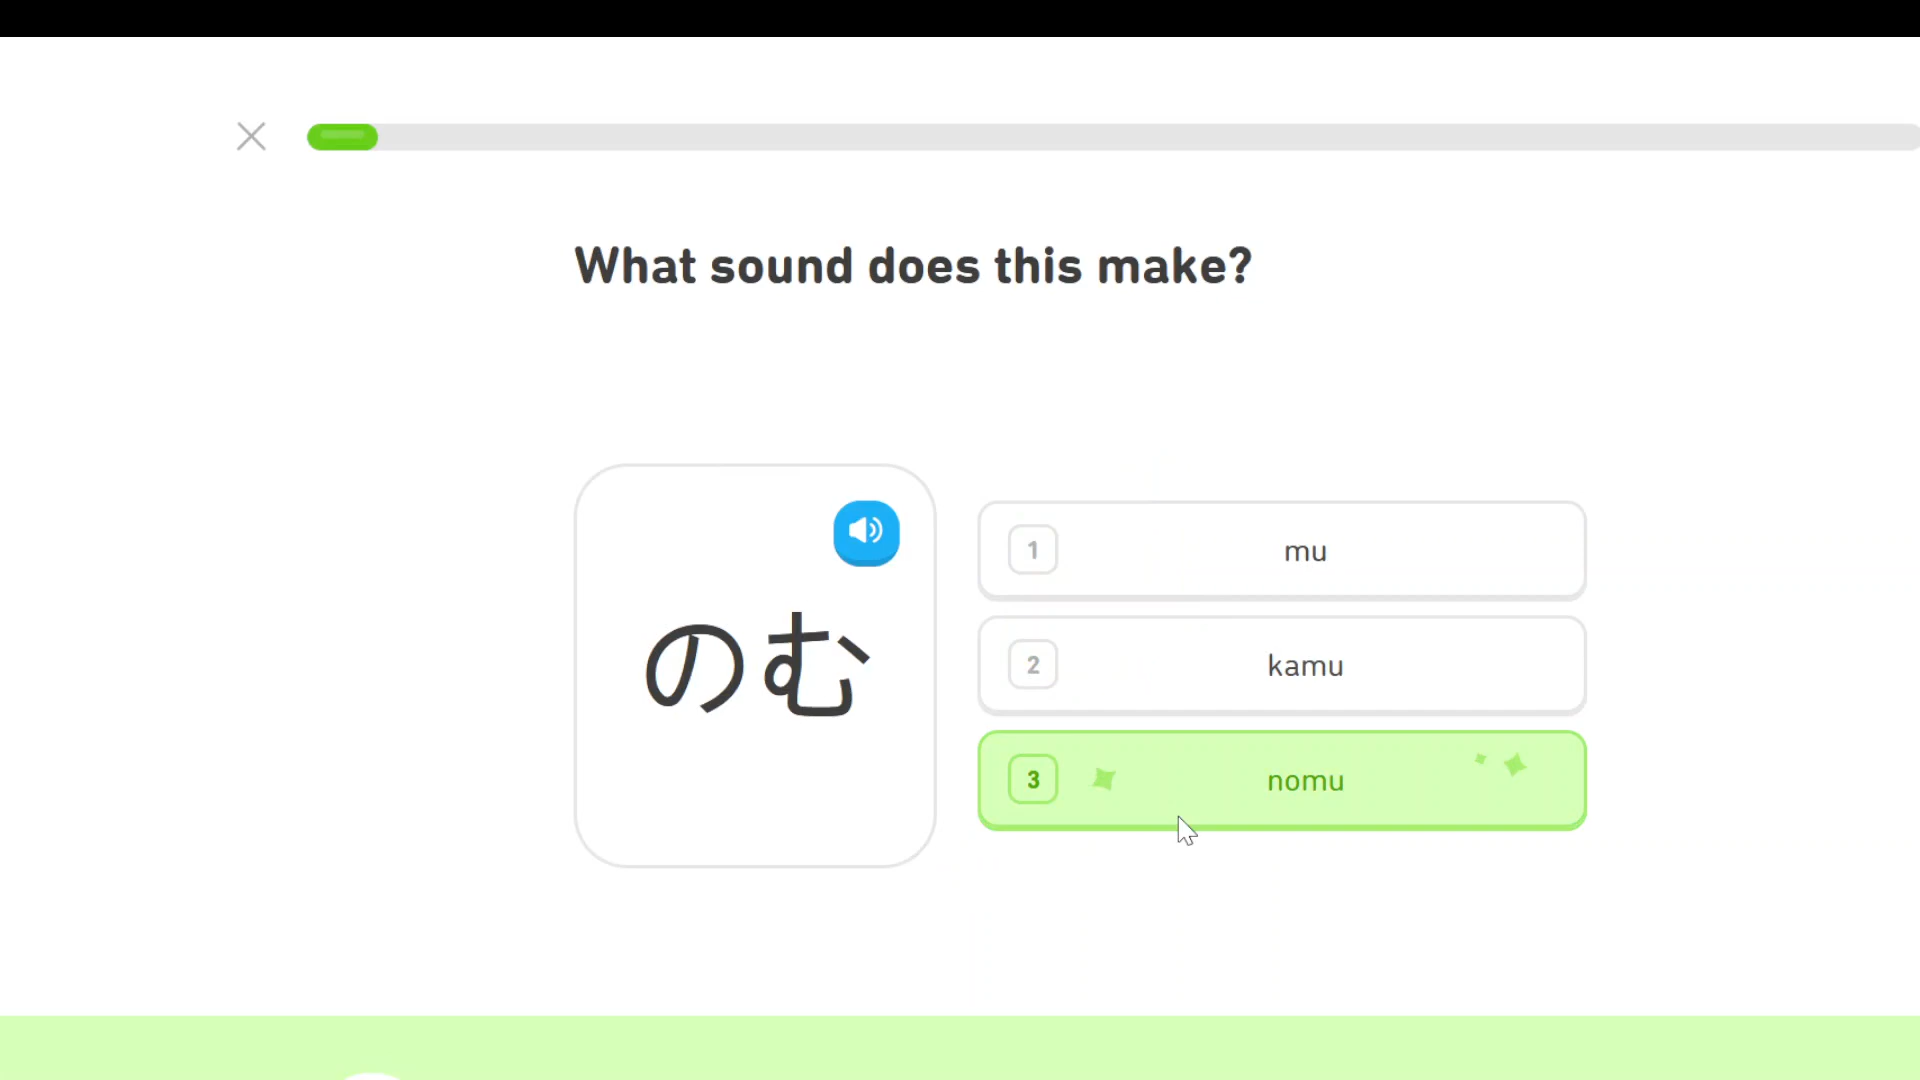 What sound does this make?
のむ
1 mu
2 kamu
3 nomu